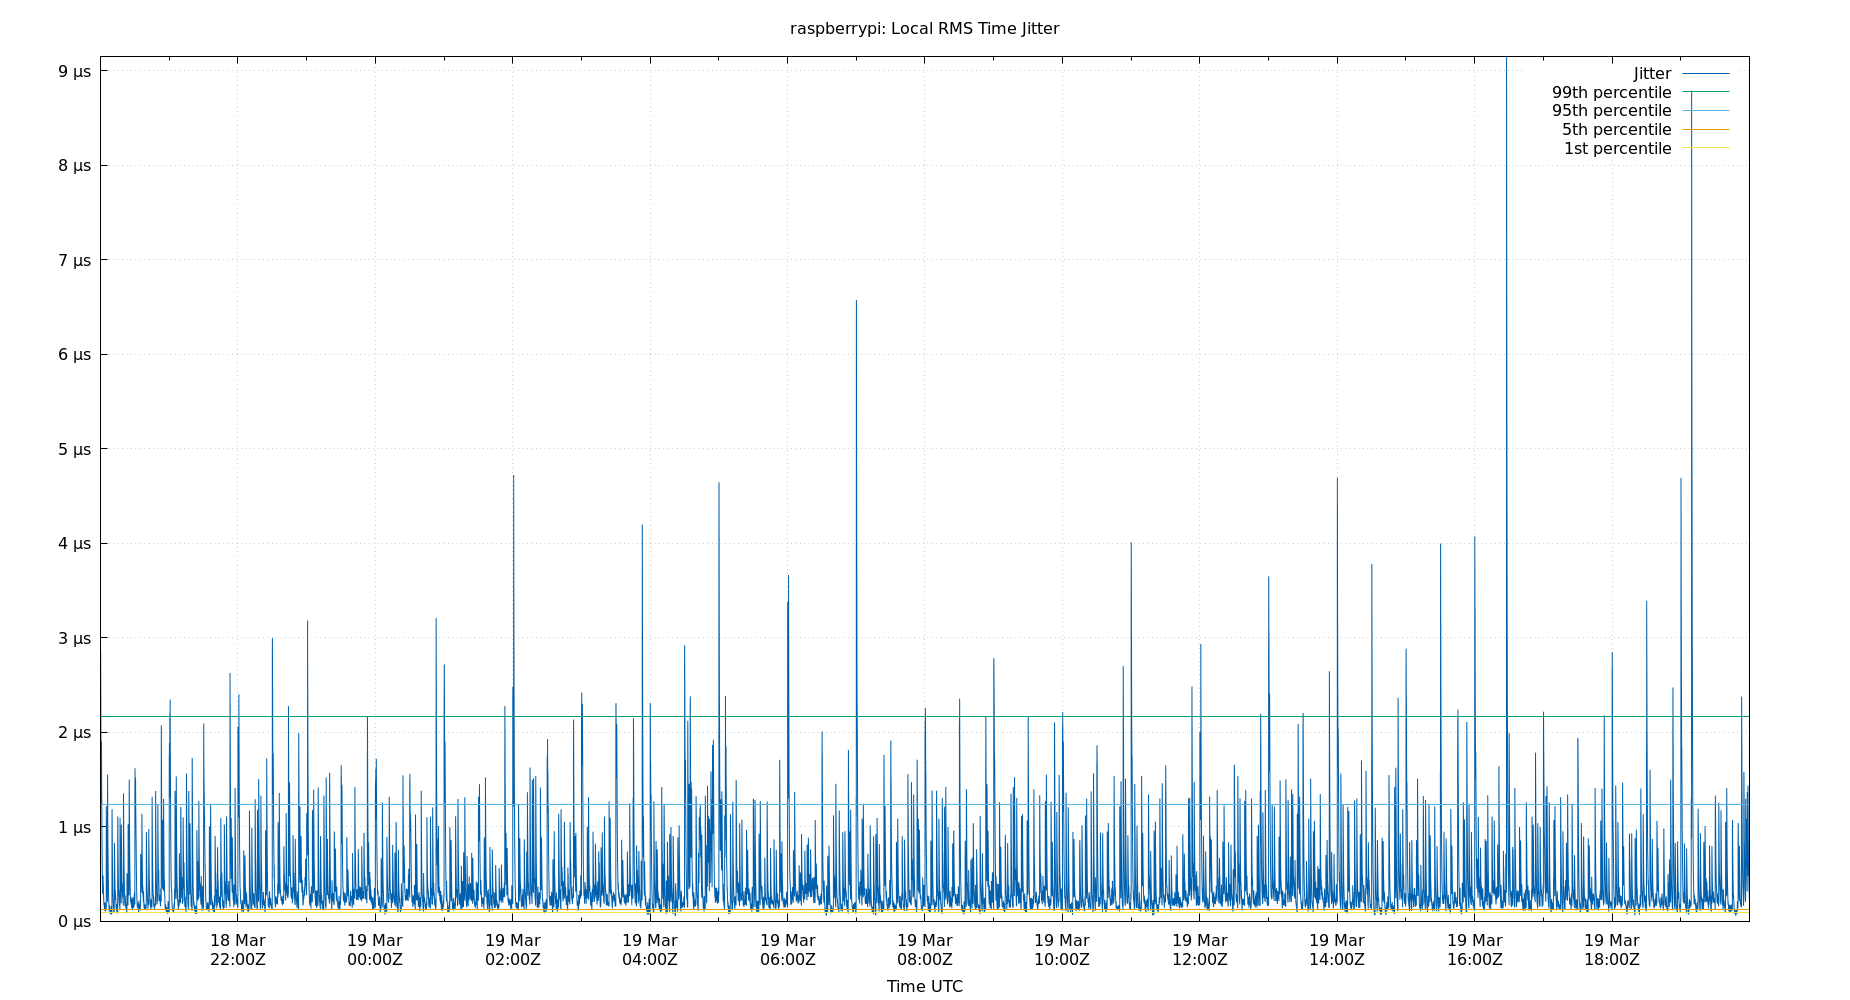 raspberrypi: Local RMS Time Jitter
9 µs
8 µs
7 µs
6 µs
5 µs
4 µs
3 µs
2 µs
1 µs
0 µs
Jitter
99th percentile
95th percentile
5th percentile
1st percentile
18 Mar
22:00Z
19 Mar
00:00Z
19 Mar
02:00Z
19 Mar
04:00Z
19 Mar
06:00Z
19 Mar
08:00Z
19 Mar
10:00Z
19 Mar
12:00Z
19 Mar
14:00Z
19 Mar
16:00Z
19 Mar
18:00Z
Time UTC